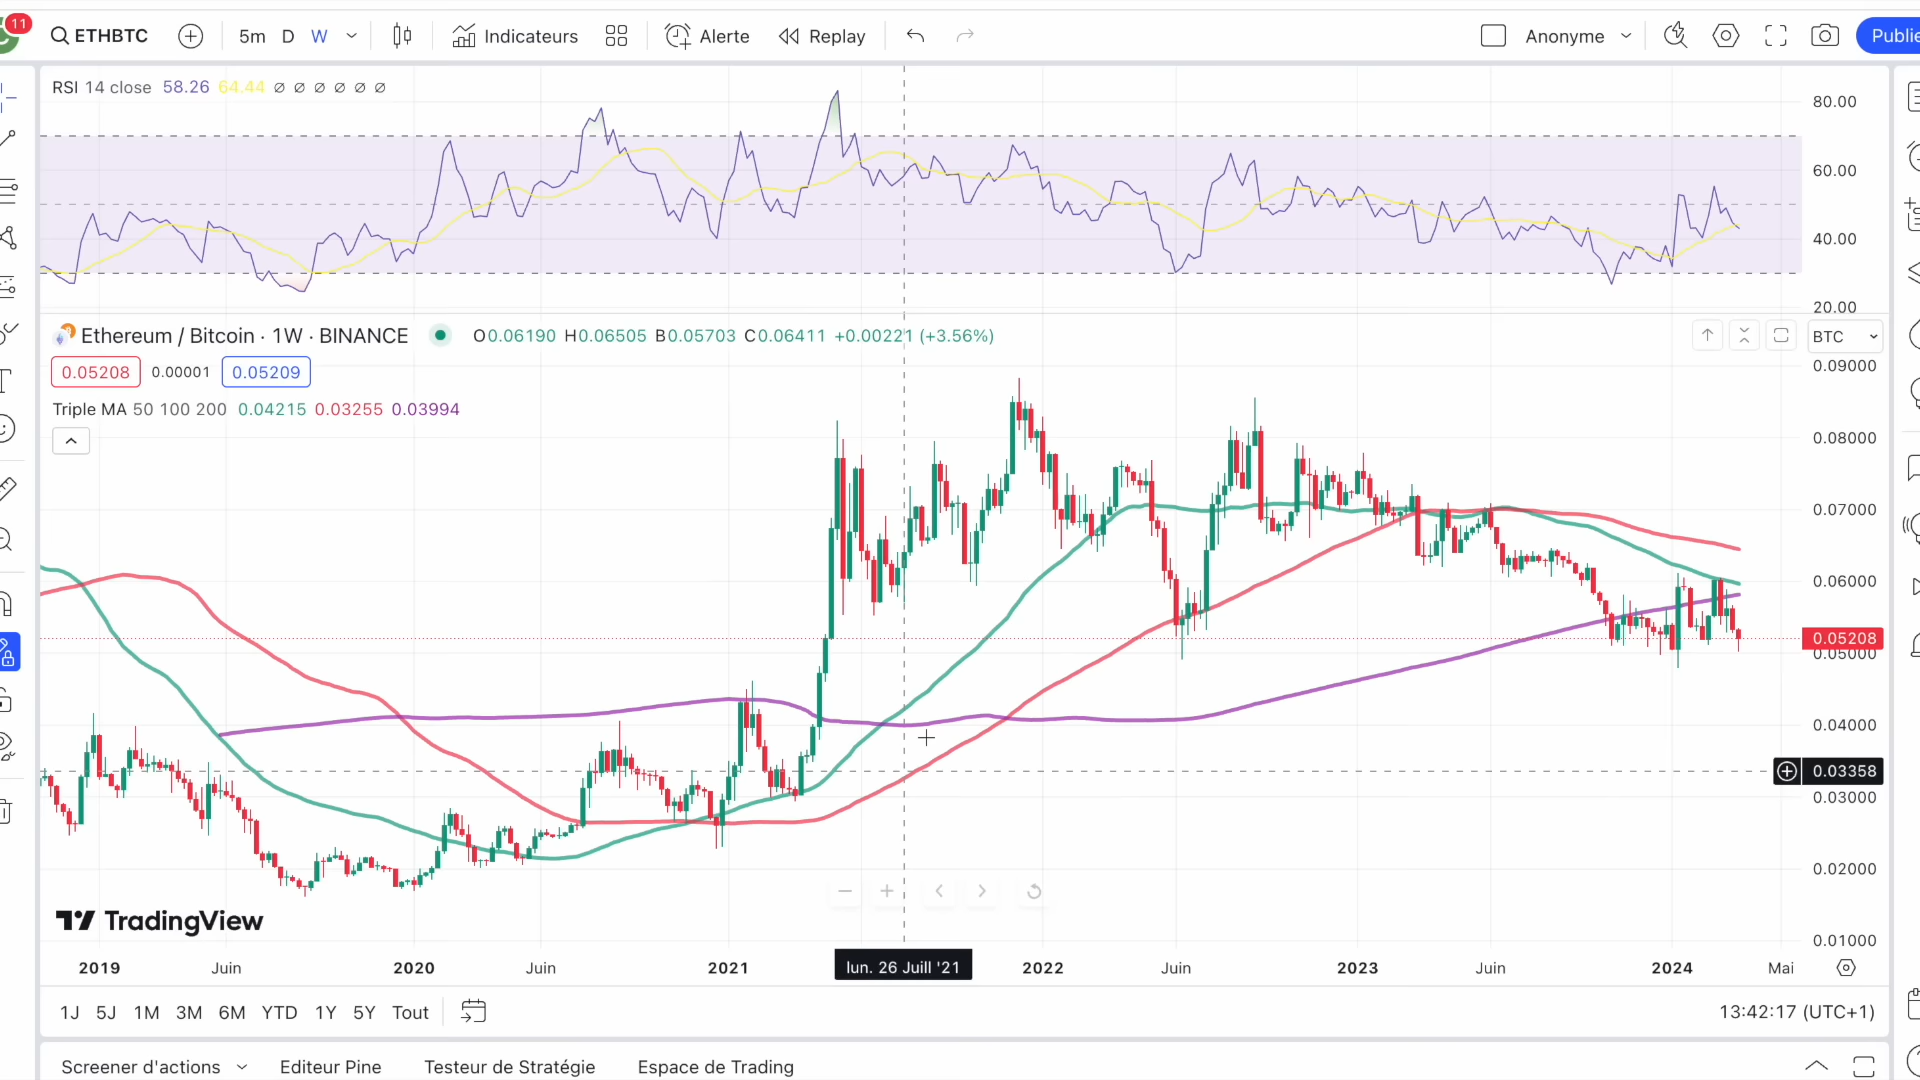 11
ETHBTC
5m D W
Indicateurs
Alerte
Replay
Anonyme
RSI 14 close 58.26 64.44 ∅ ∅ ∅ ∅ ∅ ∅
80.00
60.00
40.00
20.00
Ethereum / Bitcoin · 1W · BINANCE
O0.06190 H0.06505 B0.05703 C0.06411 +0.00221 (+3.56%)
BTC
0.05208 0.00001 0.05209
Triple MA 50 100 200 0.04215 0.03255 0.03994
0.09000
0.08000
0.07000
0.06000
0.05208
0.05000
0.04000
0.03358
0.03000
0.02000
0.01000
TradingView
2019 Juin 2020 Juin 2021 lun. 26 Juill '21 2022 Juin 2023 Juin 2024 Mai
1J 5J 1M 3M 6M YTD 1Y 5Y Tout
13:42:17 (UTC+1)
Screener d'actions
Editeur Pine
Testeur de Stratégie
Espace de Trading